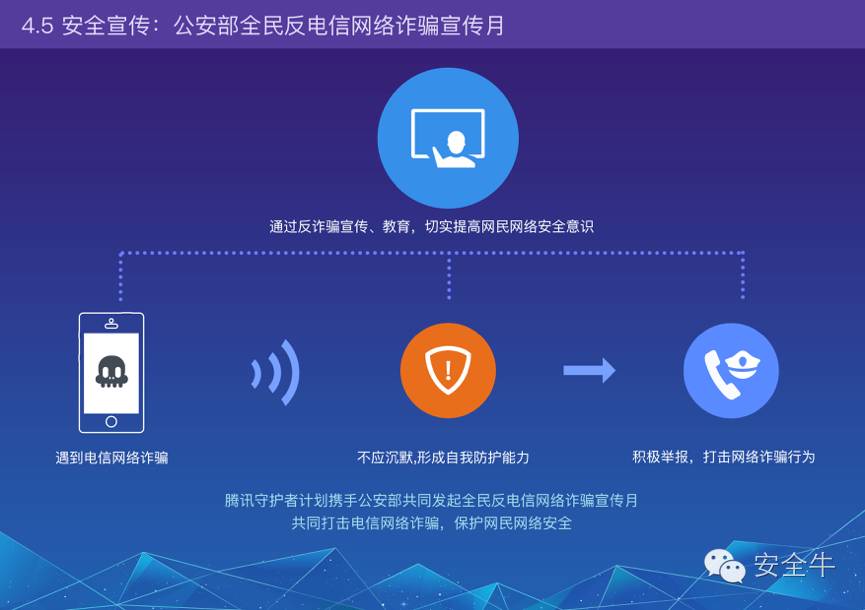 4.5 安全宣传：公安部全民反电信网络诈骗宣传月
通过反诈骗宣传、教育，切实提高网民网络安全意识
遇到电信网络诈骗
不应沉默,形成自我防护能力
积极举报，打击网络诈骗行为
腾讯守护者计划携手公安部共同发起全民反电信网络诈骗宣传月
共同打击电信网络诈骗，保护网民网络安全
安全牛